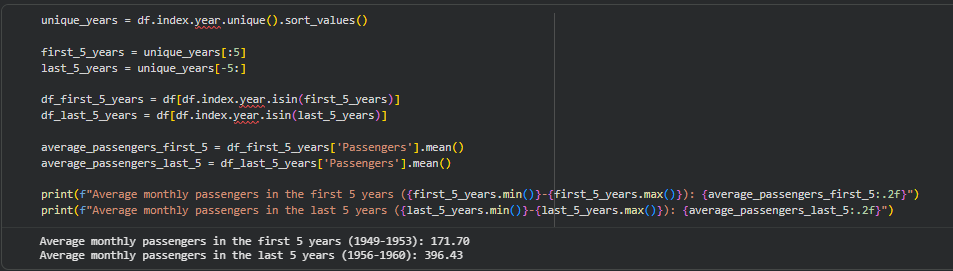 unique_years = df.index.year.unique().sort_values()
first_5_years = unique_years[:5]
last_5_years = unique_years[-5:]
df_first_5_years = df[df.index.year.isin(first_5_years)]
df_last_5_years = df[df.index.year.isin(last_5_years)]
average_passengers_first_5 = df_first_5_years['Passengers'].mean()
average_passengers_last_5 = df_last_5_years['Passengers'].mean()
print(f"Average monthly passengers in the first 5 years ({first_5_years.min()}-{first_5_years.max()}): {average_passengers_first_5:.2f}")
print(f"Average monthly passengers in the last 5 years ({last_5_years.min()}-{last_5_years.max()}): {average_passengers_last_5:.2f}")
Average monthly passengers in the first 5 years (1949-1953): 171.70
Average monthly passengers in the last 5 years (1956-1960): 396.43